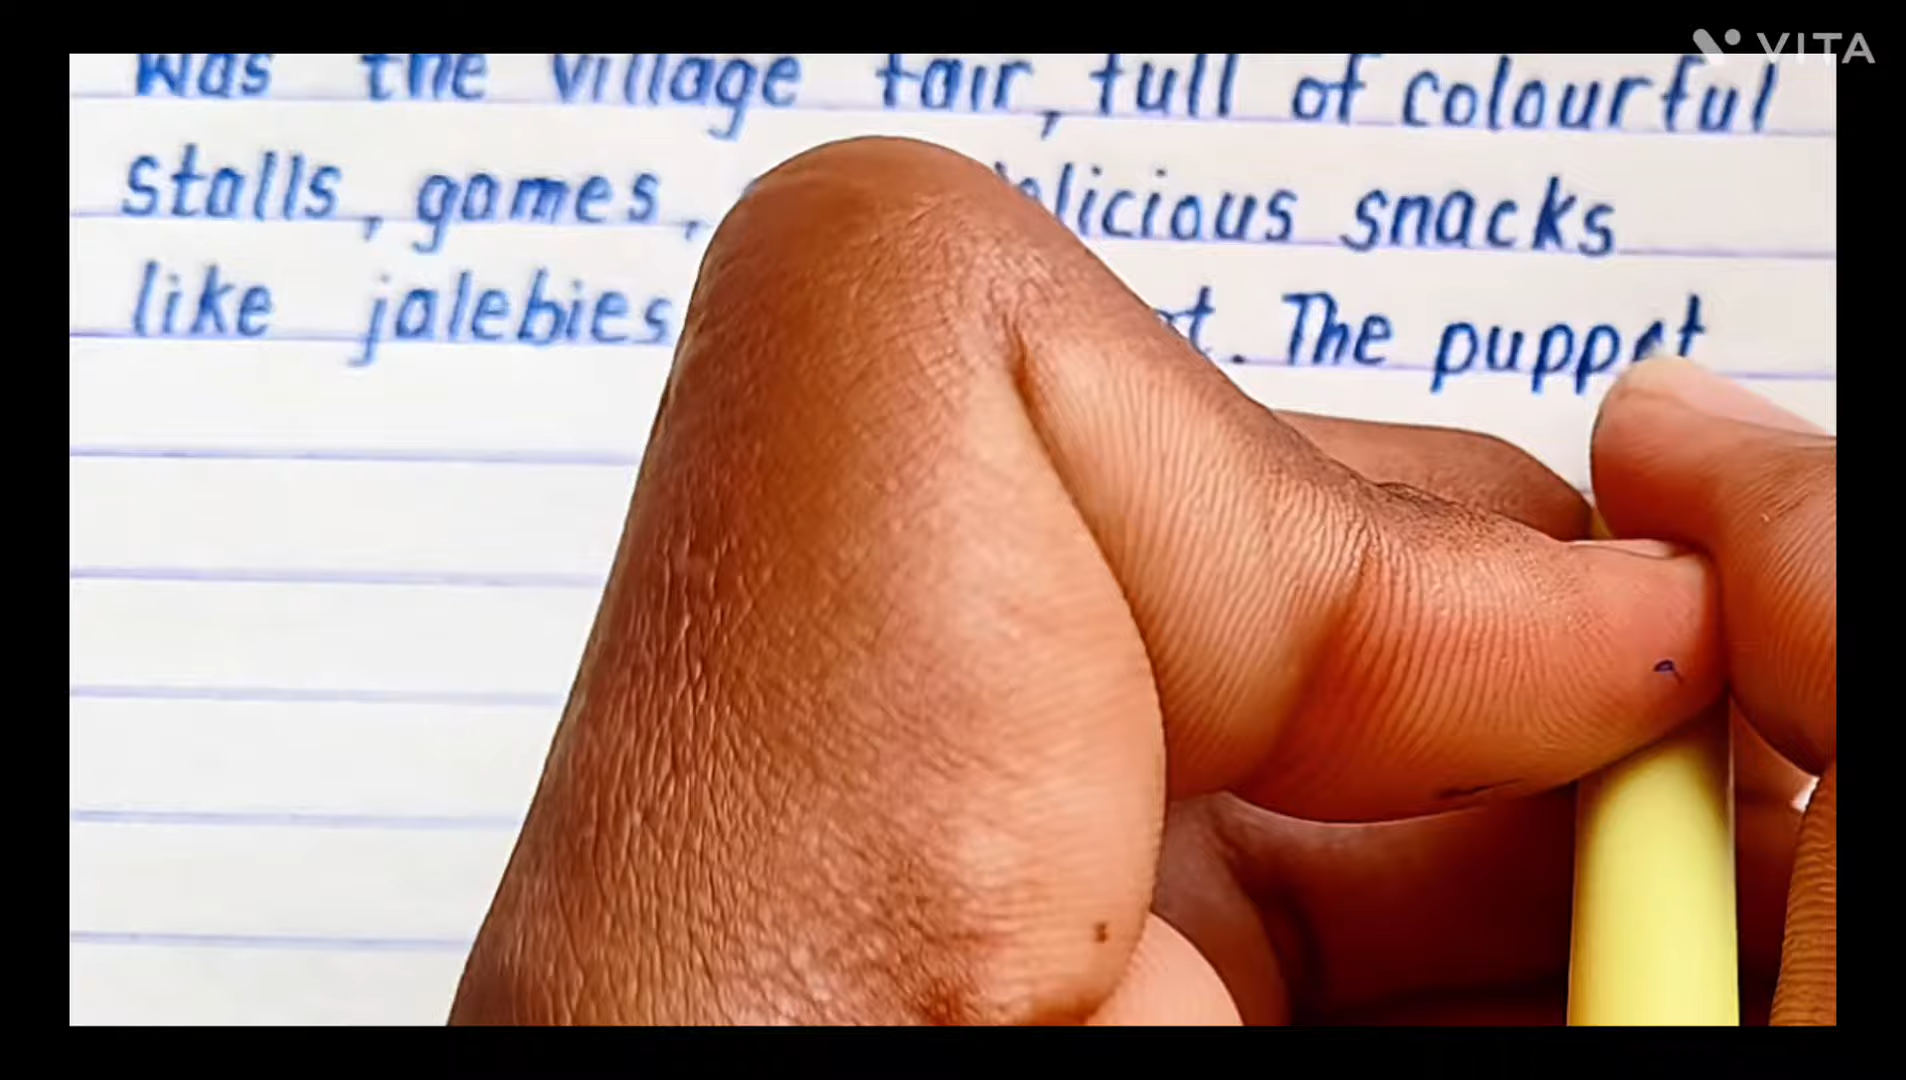 VITA
was the village fair, full of colourful
stalls, games, licious snacks
like jalebies t. The puppet